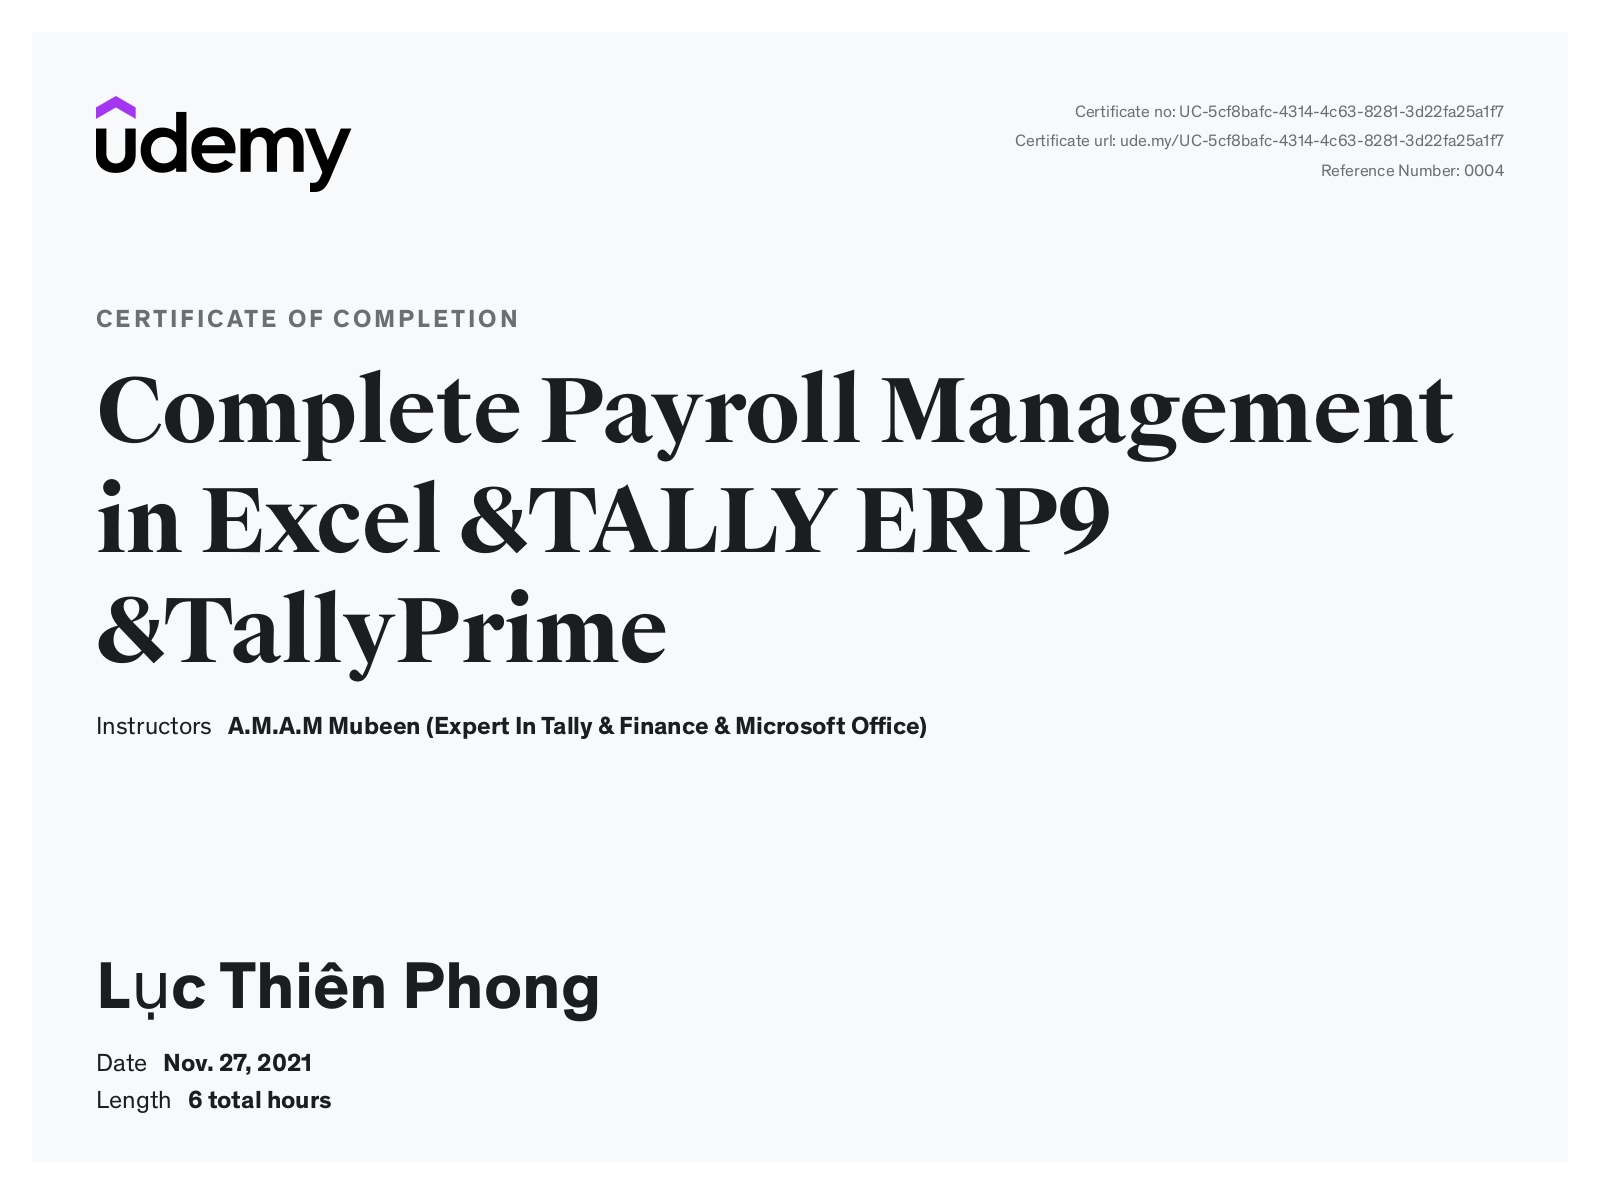 udemy
Certificate no: UC-5cf8bafc-4314-4c63-8281-3d22fa25a1f7
Certificate url: ude.my/UC-5cf8bafc-4314-4c63-8281-3d22fa25a1f7
Reference Number: 0004
CERTIFICATE OF COMPLETION
Complete Payroll Management
in Excel &TALLY ERP9
&TallyPrime
Instructors A.M.A.M Mubeen (Expert In Tally & Finance & Microsoft Office)
Lục Thiên Phong
Date Nov. 27, 2021
Length 6 total hours